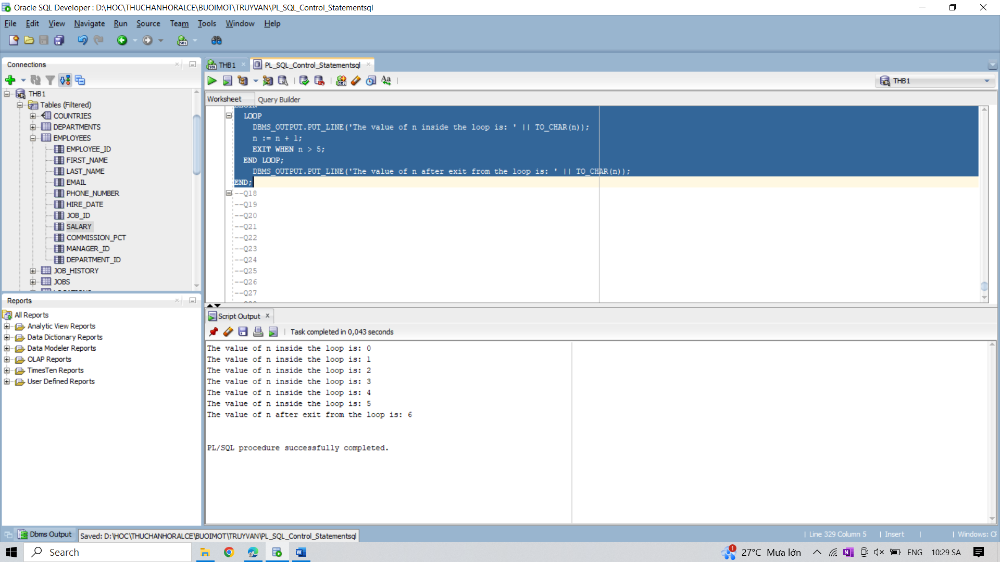 Oracle SQL Developer : D:\HOC\THUCHANHORALCE\BUOIMOT\TRUYVAN\PL_SQL_Control_Statementsql
File Edit View Navigate Run Source Team Tools Window Help
Connections
THB1
Tables (Filtered)
COUNTRIES
DEPARTMENTS
EMPLOYEES
EMPLOYEE_ID
FIRST_NAME
LAST_NAME
EMAIL
PHONE_NUMBER
HIRE_DATE
JOB_ID
SALARY
COMMISSION_PCT
MANAGER_ID
DEPARTMENT_ID
JOB_HISTORY
JOBS
Reports
All Reports
Analytic View Reports
Data Dictionary Reports
Data Modeler Reports
OLAP Reports
TimesTen Reports
User Defined Reports
THB1 PL_SQL_Control_Statementsql
THB1
Worksheet Query Builder
LOOP
DBMS_OUTPUT.PUT_LINE('The value of n inside the loop is: ' || TO_CHAR(n));
n := n + 1;
EXIT WHEN n > 5;
END LOOP;
DBMS_OUTPUT.PUT_LINE('The value of n after exit from the loop is: ' || TO_CHAR(n));
END;
--Q18
--Q19
--Q20
--Q21
--Q22
--Q23
--Q24
--Q25
--Q26
--Q27
Script Output
Task completed in 0,043 seconds
The value of n inside the loop is: 0
The value of n inside the loop is: 1
The value of n inside the loop is: 2
The value of n inside the loop is: 3
The value of n inside the loop is: 4
The value of n inside the loop is: 5
The value of n after exit from the loop is: 6
PL/SQL procedure successfully completed.
Dbms Output Saved: D:\HOC\THUCHANHORALCE\BUOIMOT\TRUYVAN\PL_SQL_Control_Statementsql
Line 329 Column 5 Insert Windows:
Search
1 27°C Mưa lớn ENG 10:29 SA